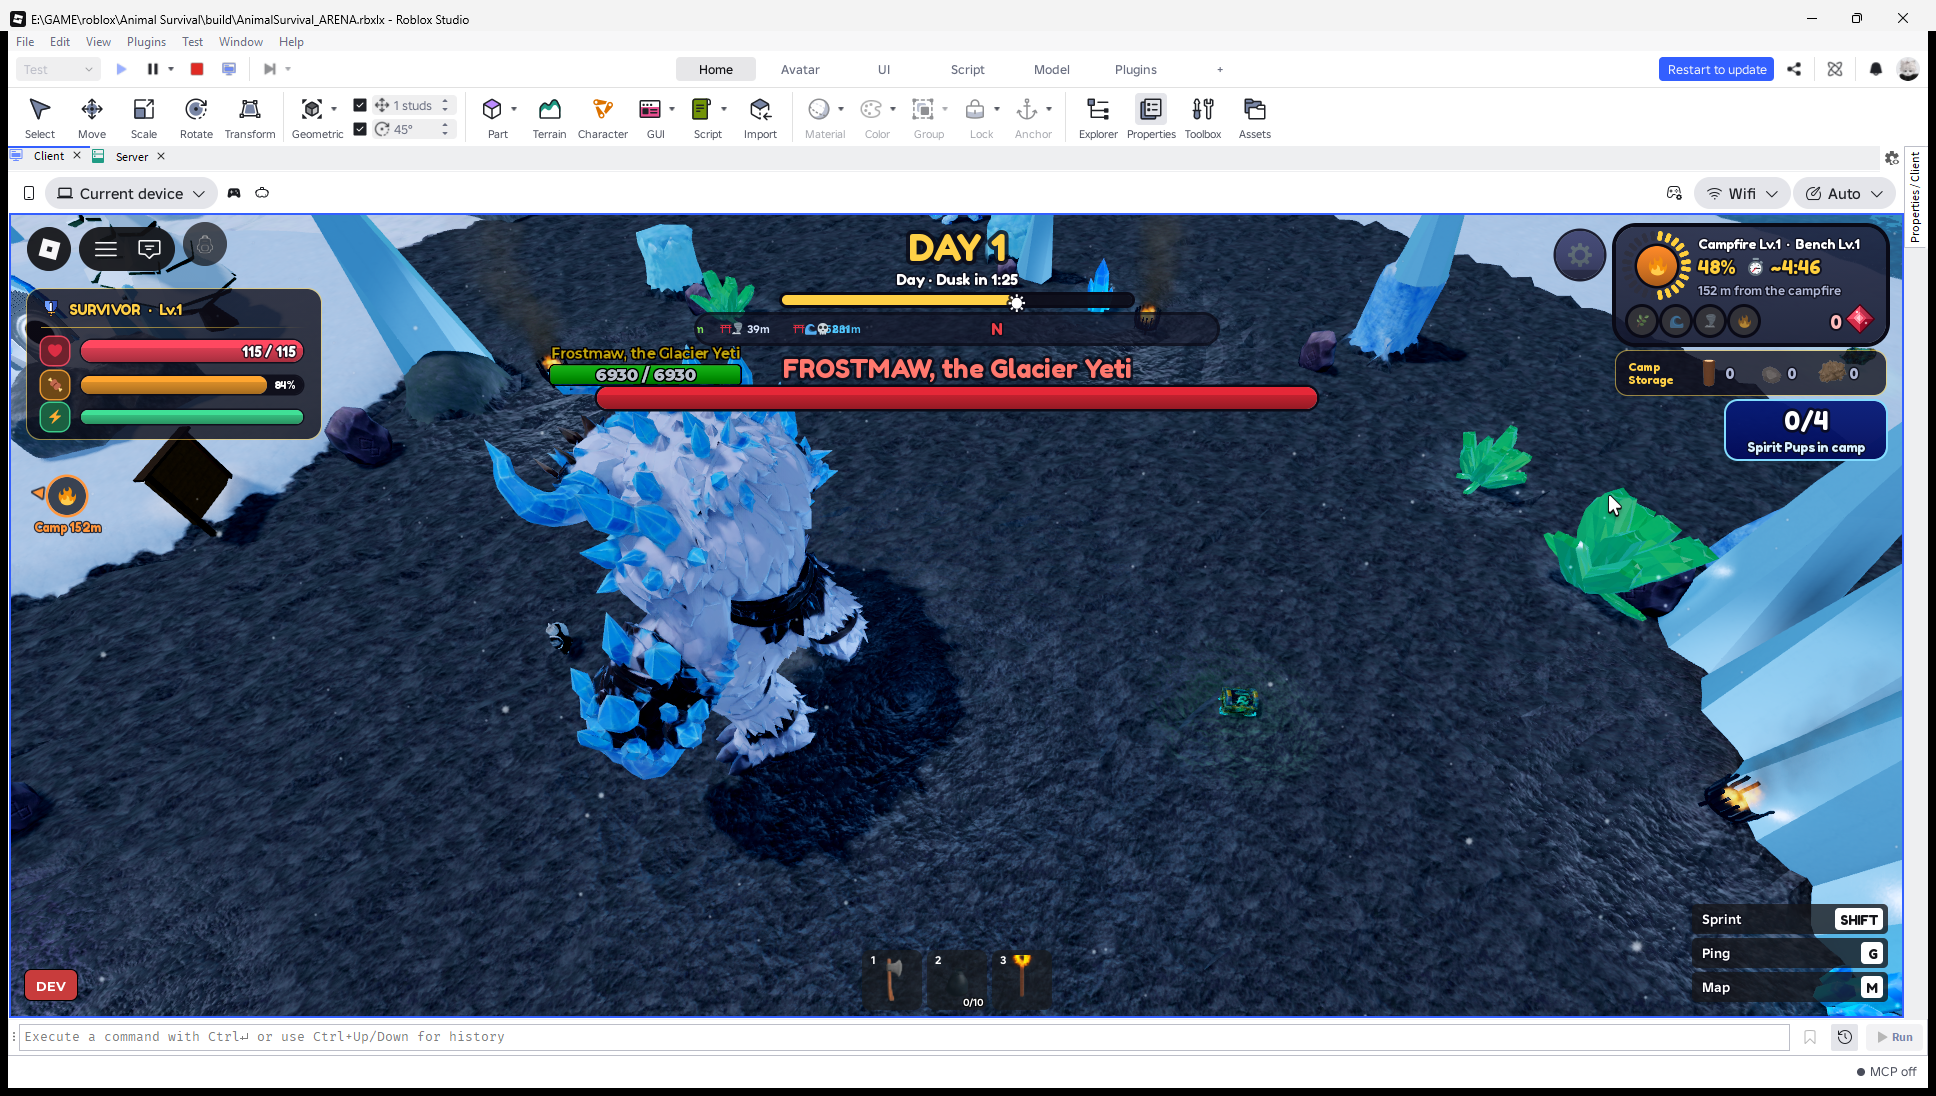 E:\GAME\roblox\Animal Survival\build\AnimalSurvival_ARENA.rbxlx - Roblox Studio
File Edit View Plugins Test Window Help
Test
Home Avatar UI Script Model Plugins +
Restart to update
Select Move Scale Rotate Transform Geometric
1 studs
45°
Part Terrain Character GUI Script Import
Material Color Group Lock Anchor
Explorer Properties Toolbox Assets
Client Server
Properties / Client
Current device
Wifi Auto
DAY 1
Day · Dusk in 1:25
39m
N
SURVIVOR · Lv.1
115 / 115
84%
Camp 152m
Frostmaw, the Glacier Yeti
6930 / 6930
FROSTMAW, the Glacier Yeti
Campfire Lv.1 · Bench Lv.1
48% ~4:46
152 m from the campfire
0
Camp Storage 0 0 0
0/4
Spirit Pups in camp
Sprint SHIFT
Ping G
Map M
DEV
1 2 3
0/10
Execute a command with Ctrl↵ or use Ctrl+Up/Down for history
Run
MCP off